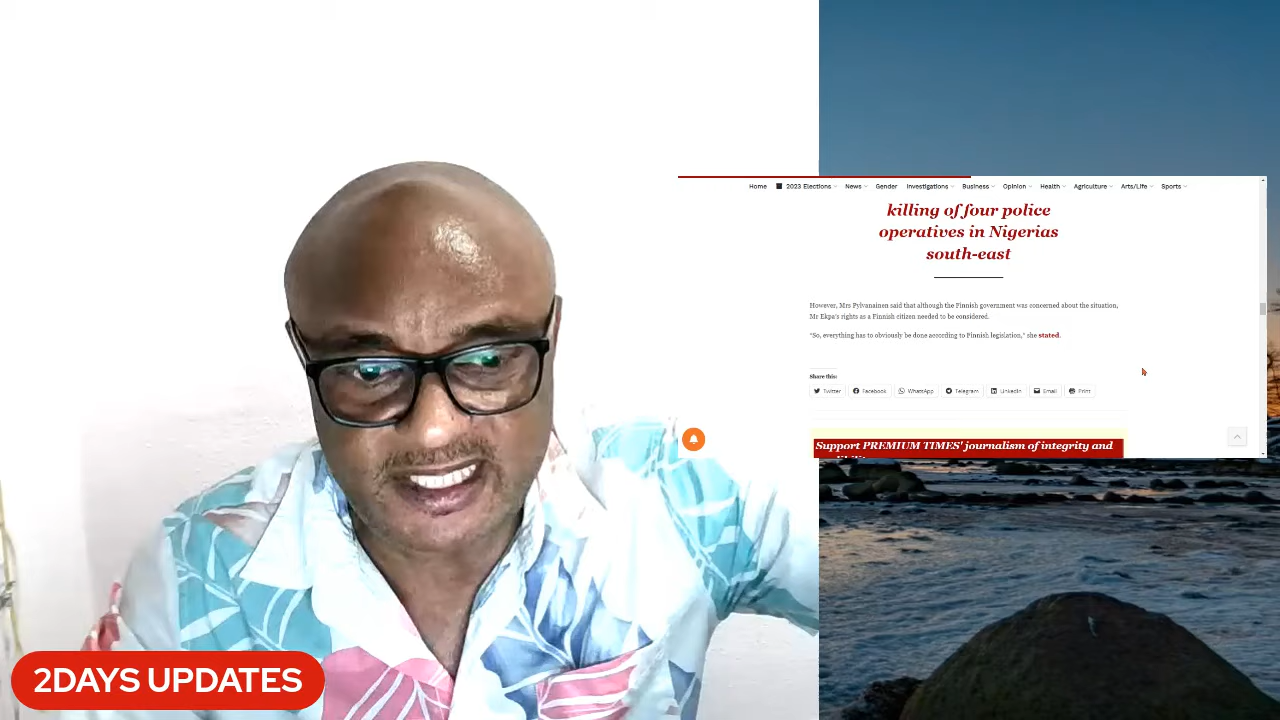 Home 2023 Elections News Gender Investigations Business Opinion Health Agriculture Arts/Life Sports
killing of four police
operatives in Nigerias
south-east
However, Mrs Pylvanainen said that although the Finnish government was concerned about the situation,
Mr Ekpa's rights as a Finnish citizen needed to be considered.
"So, everything has to obviously be done according to Finnish legislation," she stated.
Share this:
Twitter Facebook WhatsApp Telegram LinkedIn Email Print
Support PREMIUM TIMES' journalism of integrity and
2DAYS UPDATES